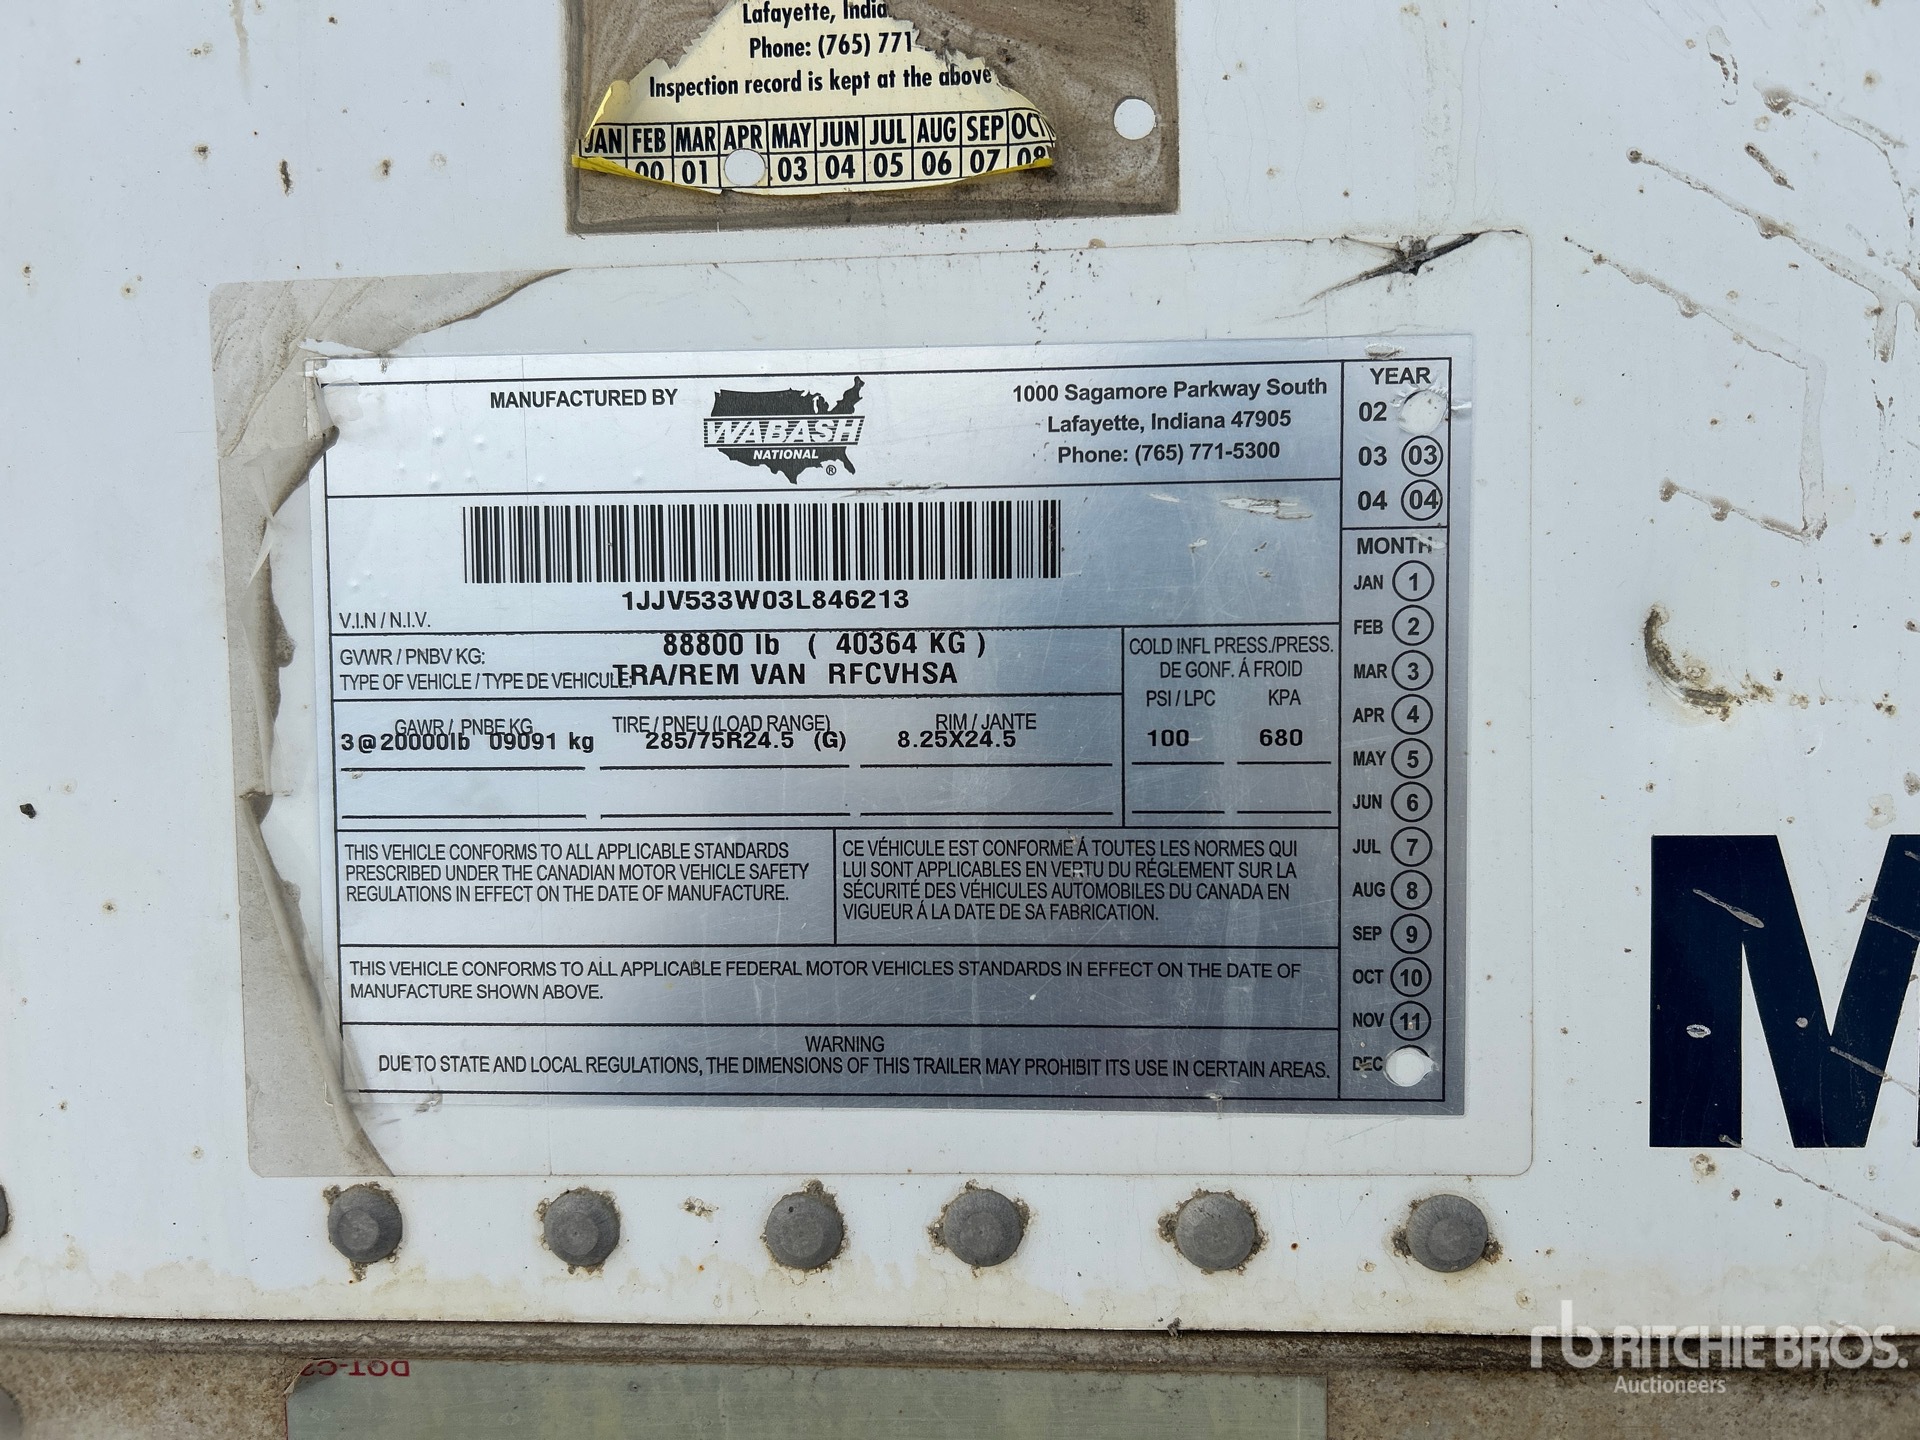 Lafayette, India
Phone: (765) 771
Inspection record is kept at the above
JAN FEB MAR APR MAY JUN JUL AUG SEP OCT
00 01 03 04 05 06 07 08
MANUFACTURED BY
WABASH
NATIONAL
®
1000 Sagamore Parkway South
Lafayette, Indiana 47905
Phone: (765) 771-5300
YEAR
02
03 03
04 04
1JJV533W03L846213
V.I.N / N.I.V.
GVWR / PNBV KG: 88800 lb ( 40364 KG )
TYPE OF VEHICLE / TYPE DE VEHICULE: TRA/REM VAN RFCVHSA
COLD INFL PRESS./PRESS.
DE GONF. Á FROID
PSI / LPC KPA
GAWR / PNBE KG TIRE / PNEU (LOAD RANGE) RIM / JANTE
3@20000lb 09091 kg 285/75R24.5 (G) 8.25X24.5 100 680
MONTH
JAN 1
FEB 2
MAR 3
APR 4
MAY 5
JUN 6
JUL 7
AUG 8
SEP 9
OCT 10
NOV 11
DEC
THIS VEHICLE CONFORMS TO ALL APPLICABLE STANDARDS
PRESCRIBED UNDER THE CANADIAN MOTOR VEHICLE SAFETY
REGULATIONS IN EFFECT ON THE DATE OF MANUFACTURE.
CE VÉHICULE EST CONFORME Á TOUTES LES NORMES QUI
LUI SONT APPLICABLES EN VERTU DU RÉGLEMENT SUR LA
SÉCURITÉ DES VÉHICULES AUTOMOBILES DU CANADA EN
VIGUEUR Á LA DATE DE SA FABRICATION.
THIS VEHICLE CONFORMS TO ALL APPLICABLE FEDERAL MOTOR VEHICLES STANDARDS IN EFFECT ON THE DATE OF
MANUFACTURE SHOWN ABOVE.
WARNING
DUE TO STATE AND LOCAL REGULATIONS, THE DIMENSIONS OF THIS TRAILER MAY PROHIBIT ITS USE IN CERTAIN AREAS.
M
DOT-C2
rb RITCHIE BROS.
Auctioneers